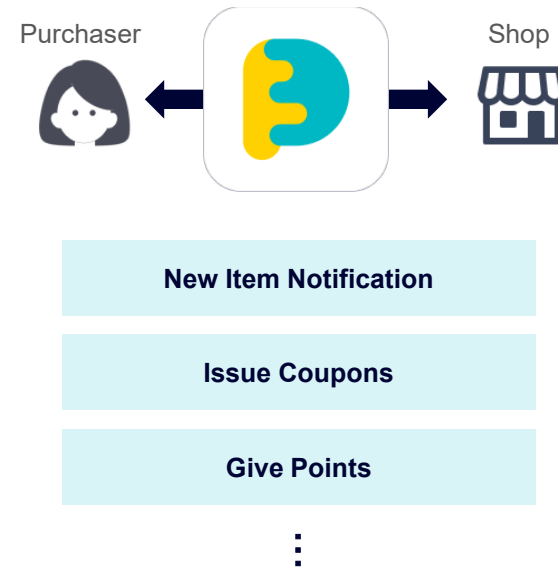 Purchaser
Shop
New Item Notification
Issue Coupons
Give Points
⋮